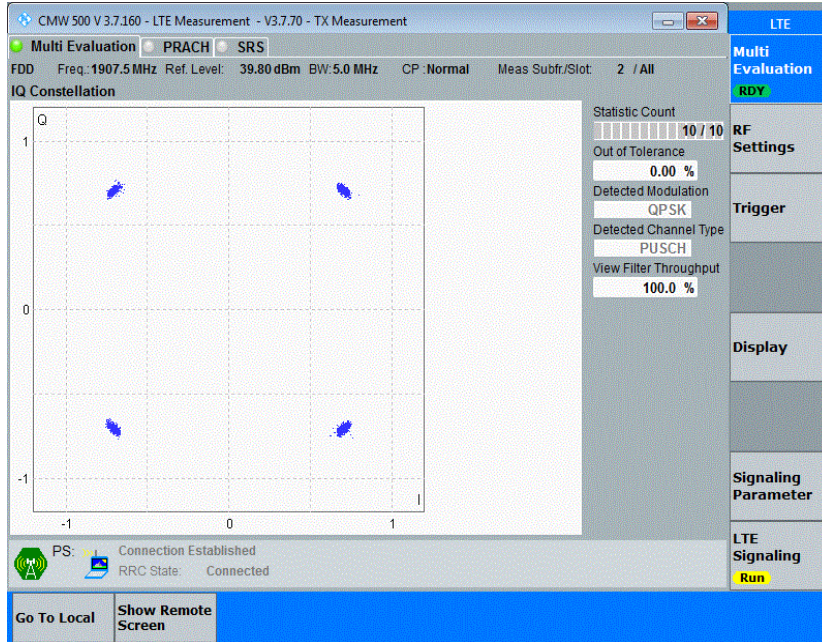 CMW 500 V 3.7.160 - LTE Measurement - V3.7.70 - TX Measurement
LTE
Multi Evaluation PRACH SRS
FDD Freq.: 1907.5 MHz Ref. Level: 39.80 dBm BW: 5.0 MHz CP : Normal Meas Subfr./Slot: 2 / All
IQ Constellation
Q
1
0
-1
-1
0
1
I
Statistic Count
10 / 10
Out of Tolerance
0.00 %
Detected Modulation
QPSK
Detected Channel Type
PUSCH
View Filter Throughput
100.0 %
Multi
Evaluation
RDY
RF
Settings
Trigger
Display
Signaling
Parameter
LTE
Signaling
Run
PS: Connection Established
RRC State: Connected
Go To Local
Show Remote
Screen